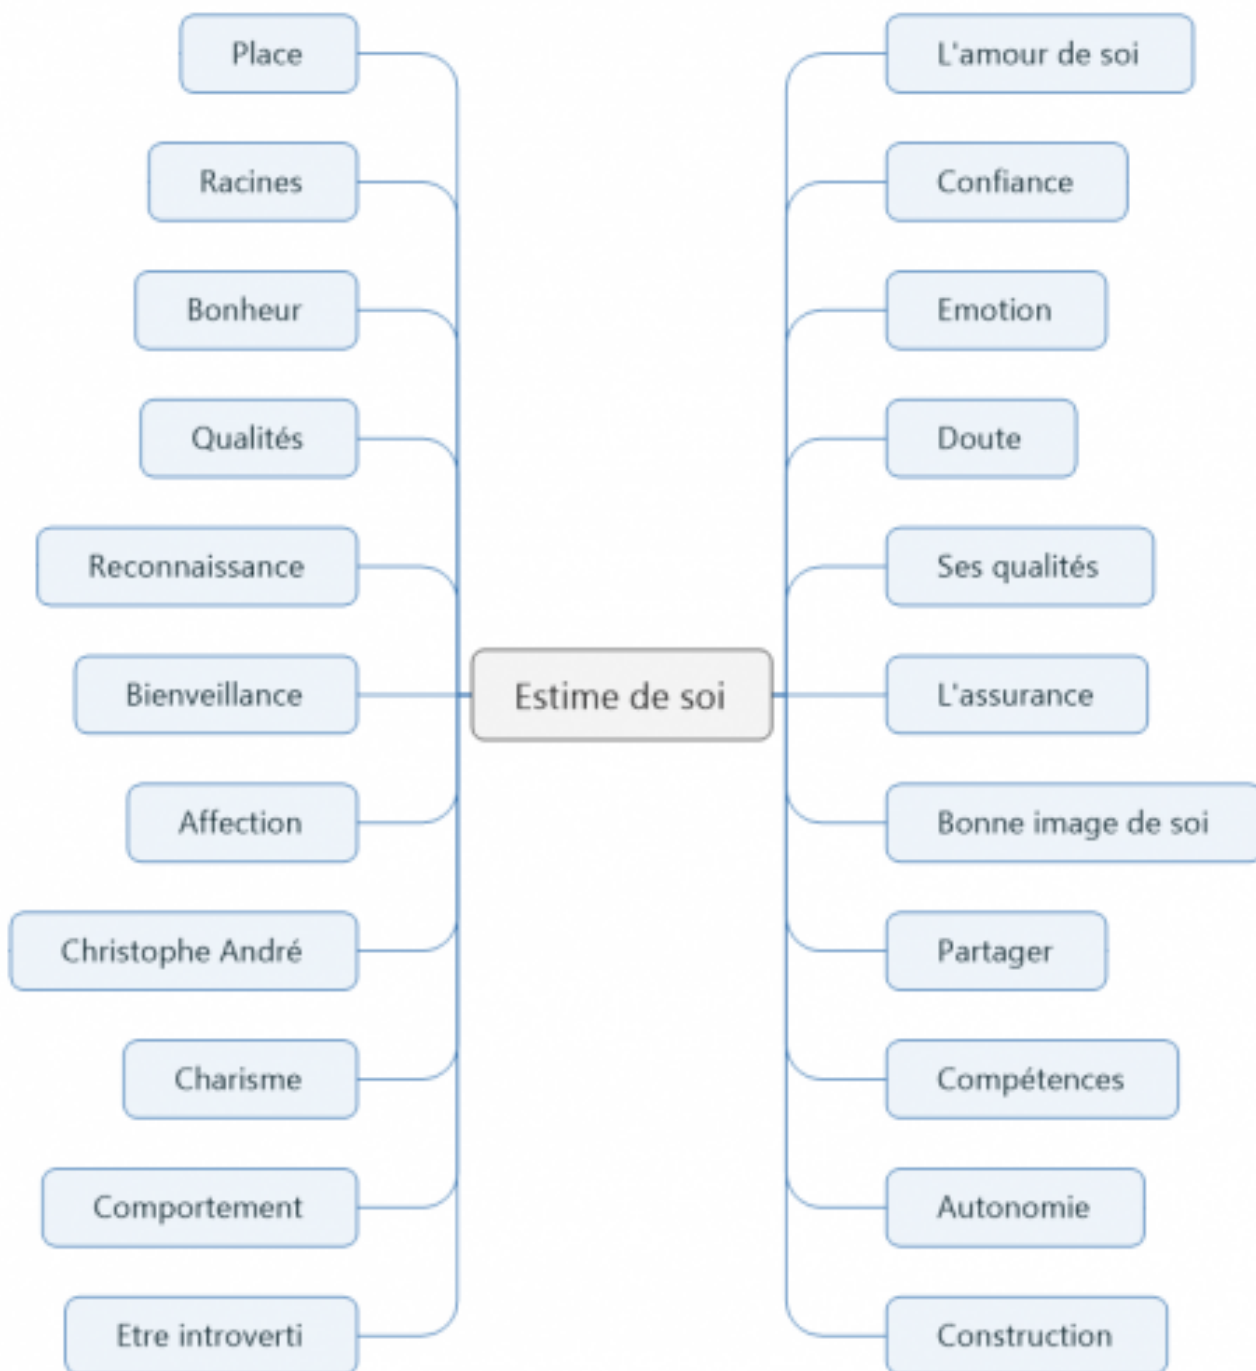 Place
Racines
Bonheur
Qualités
Reconnaissance
Bienveillance
Affection
Christophe André
Charisme
Comportement
Etre introverti
Estime de soi
L'amour de soi
Confiance
Emotion
Doute
Ses qualités
L'assurance
Bonne image de soi
Partager
Compétences
Autonomie
Construction